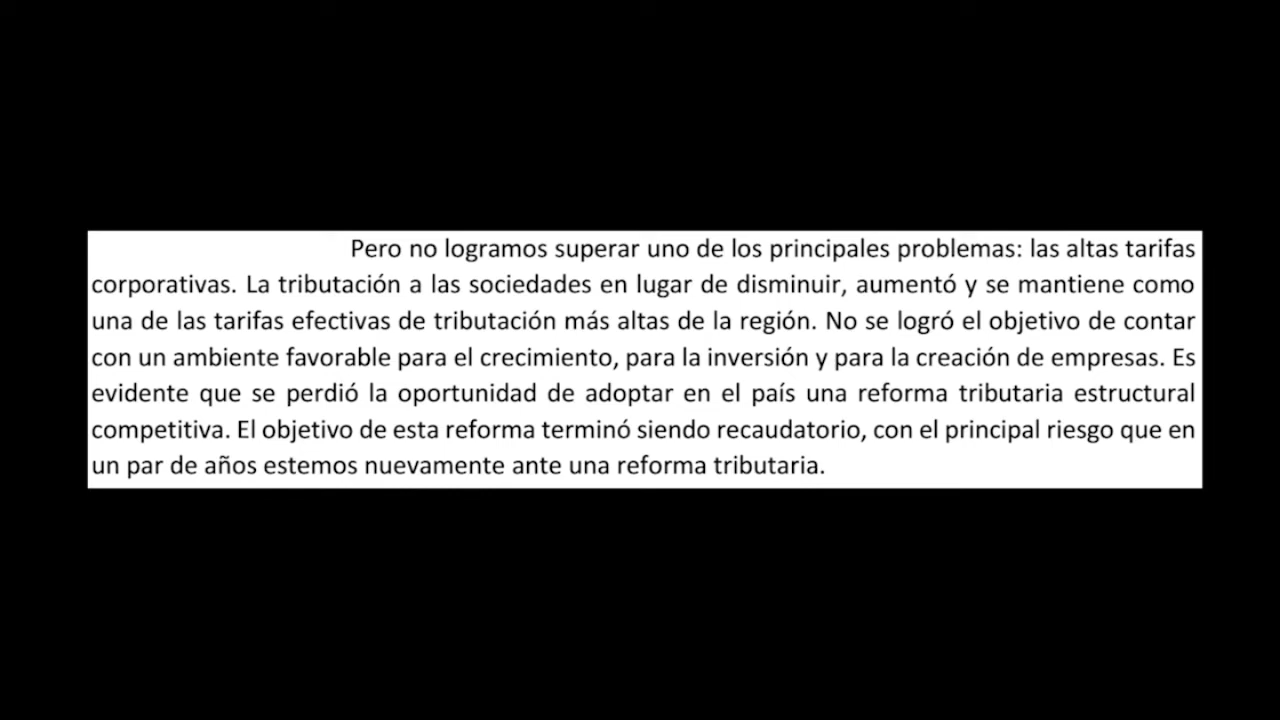 Pero no logramos superar uno de los principales problemas: las altas tarifas
corporativas. La tributación a las sociedades en lugar de disminuir, aumentó y se mantiene como
una de las tarifas efectivas de tributación más altas de la región. No se logró el objetivo de contar
con un ambiente favorable para el crecimiento, para la inversión y para la creación de empresas. Es
evidente que se perdió la oportunidad de adoptar en el país una reforma tributaria estructural
competitiva. El objetivo de esta reforma terminó siendo recaudatorio, con el principal riesgo que en
un par de años estemos nuevamente ante una reforma tributaria.